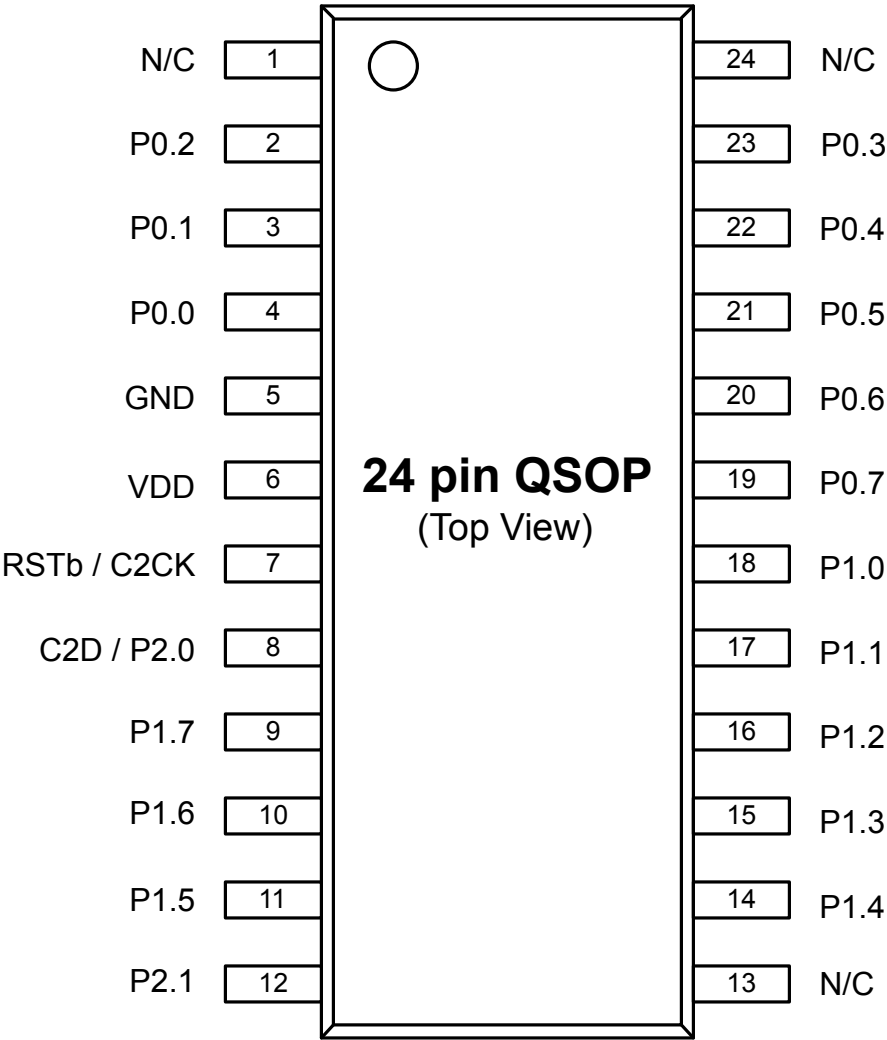 N/C 1 24 N/C
P0.2 2 23 P0.3
P0.1 3 22 P0.4
P0.0 4 21 P0.5
GND 5 20 P0.6
VDD 6 24 pin QSOP 19 P0.7
(Top View)
RSTb / C2CK 7 18 P1.0
C2D / P2.0 8 17 P1.1
P1.7 9 16 P1.2
P1.6 10 15 P1.3
P1.5 11 14 P1.4
P2.1 12 13 N/C